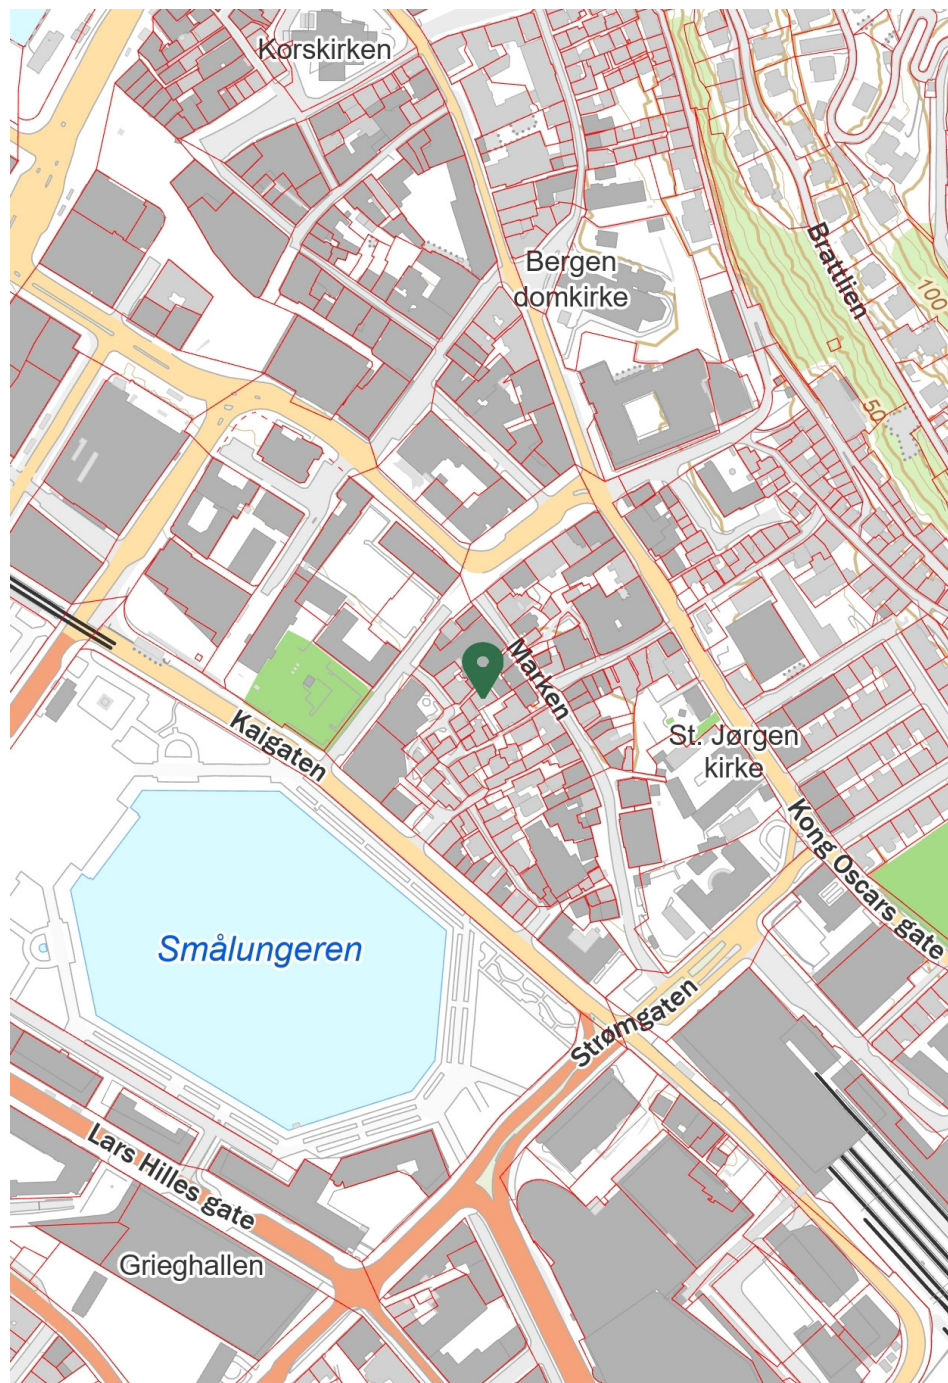 Korskirken
Bergen
domkirke
Brattlien
100
50
Marken
Kaigaten
St. Jørgen
kirke
Kong Oscars gate
Smålungeren
Strømgaten
Lars Hilles gate
Grieghallen